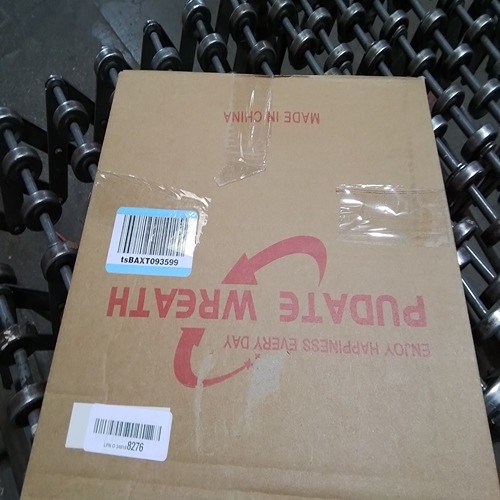 MADE IN CHINA
tsBAXT093599
PUDATE WREATH
ENJOY HAPPINESS EVERY DAY
8276